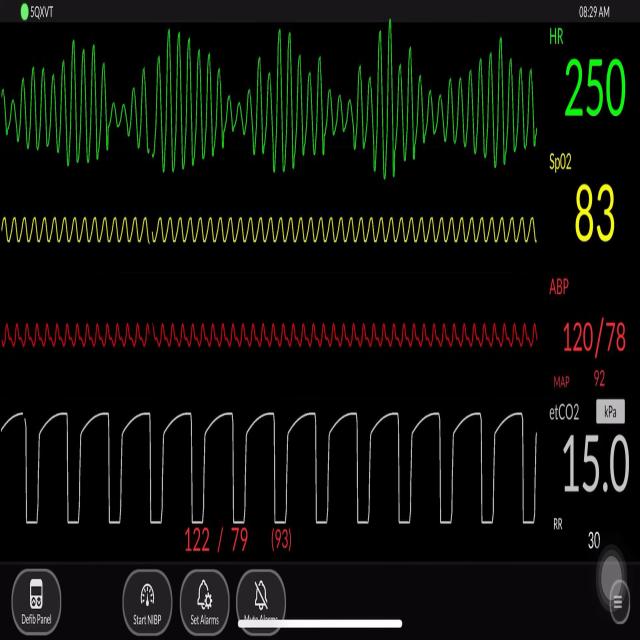 5QXVT 08:29 AM
HR
250
SpO2
83
ABP
120/78
MAP 92
etCO2 kPa
15.0
RR
30
122 / 79 (93)
Defib Panel Start NIBP Set Alarms Mute Alarms